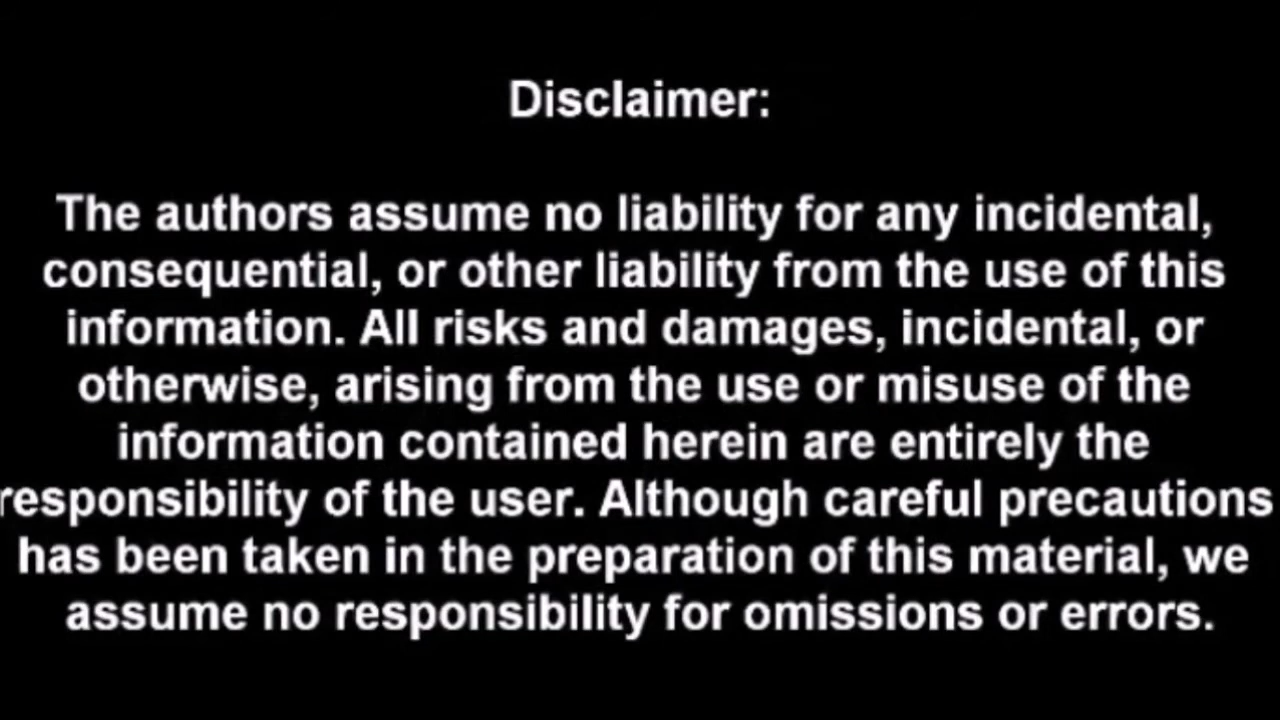 Disclaimer:
The authors assume no liability for any incidental,
consequential, or other liability from the use of this
information. All risks and damages, incidental, or
otherwise, arising from the use or misuse of the
information contained herein are entirely the
responsibility of the user. Although careful precautions
has been taken in the preparation of this material, we
assume no responsibility for omissions or errors.